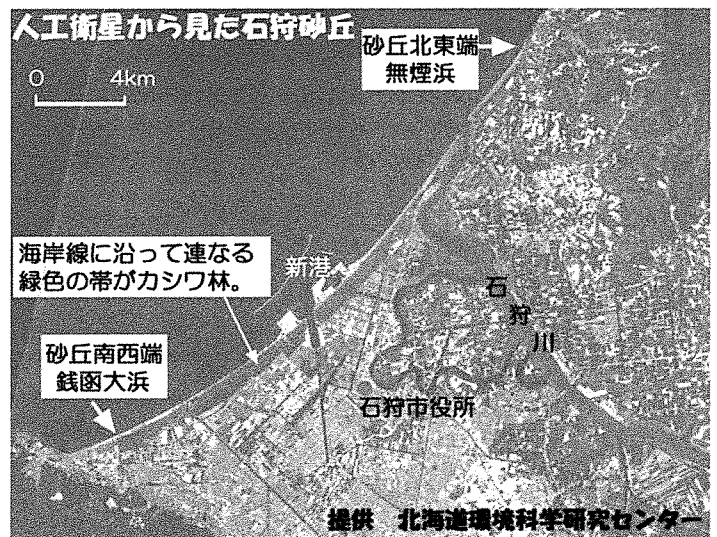 人工衛星から見た石狩砂丘
0 4km
砂丘北東端
無煙浜
海岸線に沿って連なる
緑色の帯がカシワ林。
新港
石
狩
川
砂丘南西端
銭函大浜
石狩市役所
提供 北海道環境科学研究センター